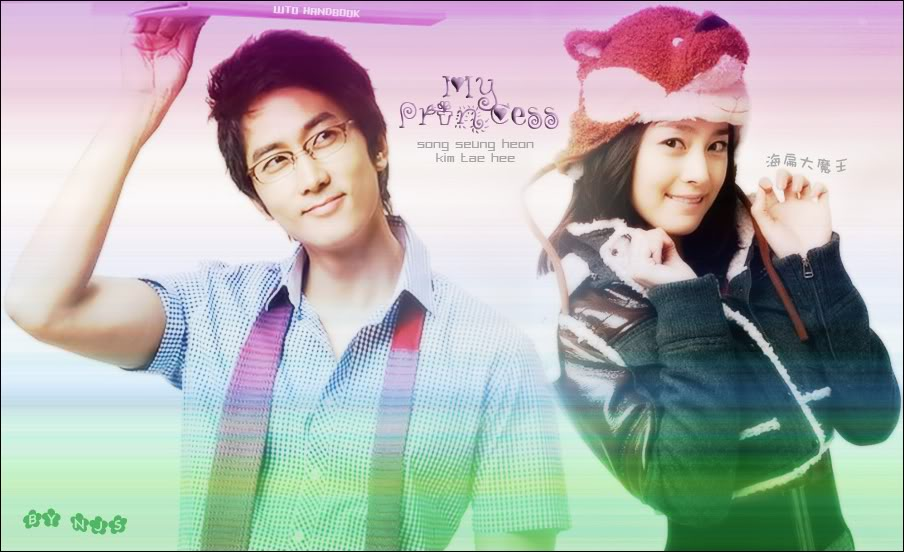 WTO HANDBOOK
My
Princess
song seung heon
kim tae hee
海扁大魔王
BY NJS